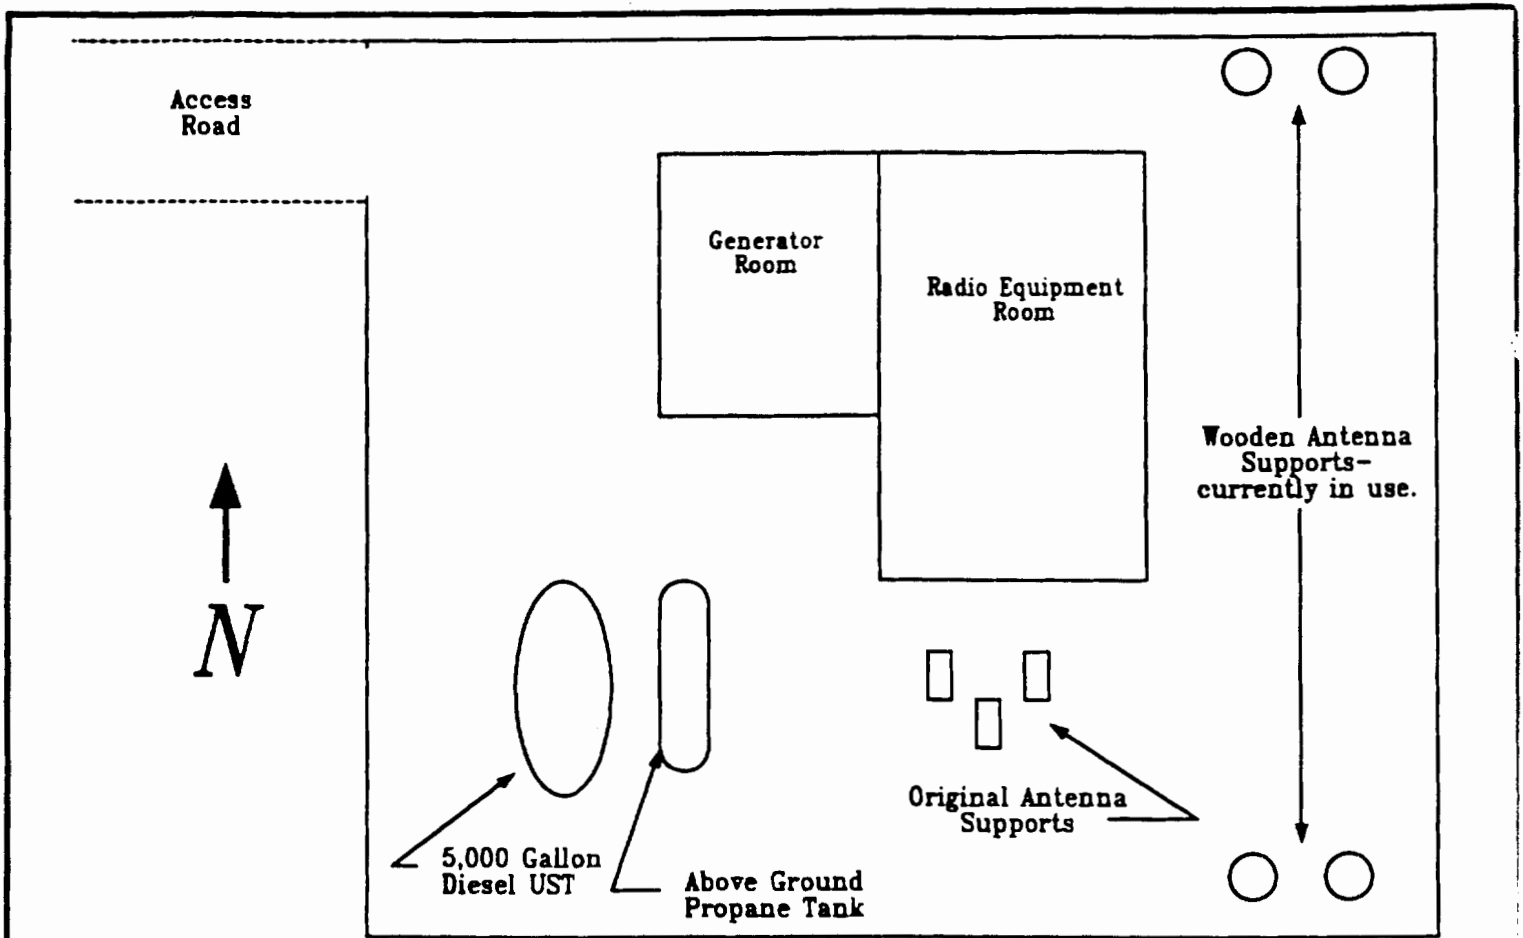 Access
Road
Generator
Room
Radio Equipment
Room
Wooden Antenna
Supports-
currently in use.
N
Original Antenna
Supports
5,000 Gallon
Diesel UST
Above Ground
Propane Tank